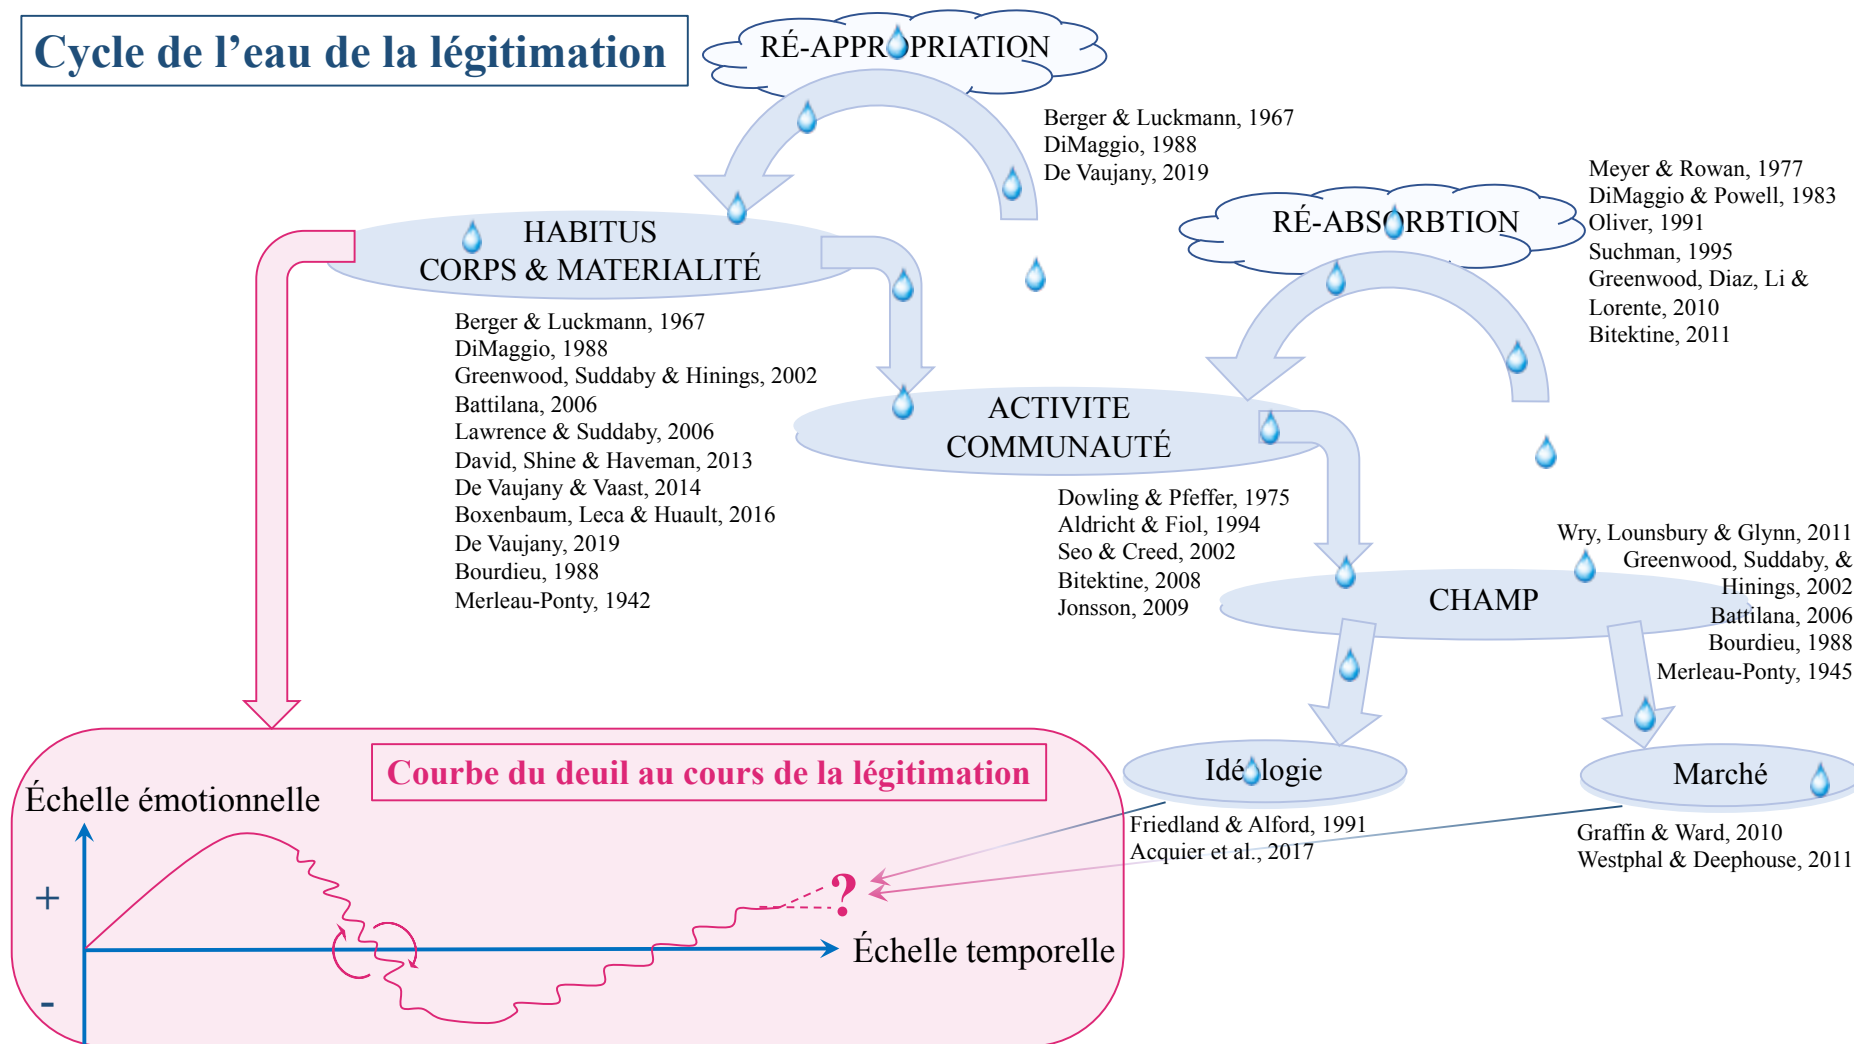 Cycle de l’eau de la légitimation
RÉ-APPROPRIATION
Berger & Luckmann, 1967
DiMaggio, 1988
De Vaujany, 2019
RÉ-ABSORBTION
Meyer & Rowan, 1977
DiMaggio & Powell, 1983
Oliver, 1991
Suchman, 1995
Greenwood, Diaz, Li &
Lorente, 2010
Bitektine, 2011
HABITUS
CORPS & MATERIALITÉ
Berger & Luckmann, 1967
DiMaggio, 1988
Greenwood, Suddaby & Hinings, 2002
Battilana, 2006
Lawrence & Suddaby, 2006
David, Shine & Haveman, 2013
De Vaujany & Vaast, 2014
Boxenbaum, Leca & Huault, 2016
De Vaujany, 2019
Bourdieu, 1988
Merleau-Ponty, 1942
ACTIVITE
COMMUNAUTÉ
Dowling & Pfeffer, 1975
Aldricht & Fiol, 1994
Seo & Creed, 2002
Bitektine, 2008
Jonsson, 2009
CHAMP
Wry, Lounsbury & Glynn, 2011
Greenwood, Suddaby, &
Hinings, 2002
Battilana, 2006
Bourdieu, 1988
Merleau-Ponty, 1945
Idéologie
Friedland & Alford, 1991
Acquier et al., 2017
Marché
Graffin & Ward, 2010
Westphal & Deephouse, 2011
Courbe du deuil au cours de la légitimation
Échelle émotionnelle
+
-
?
Échelle temporelle